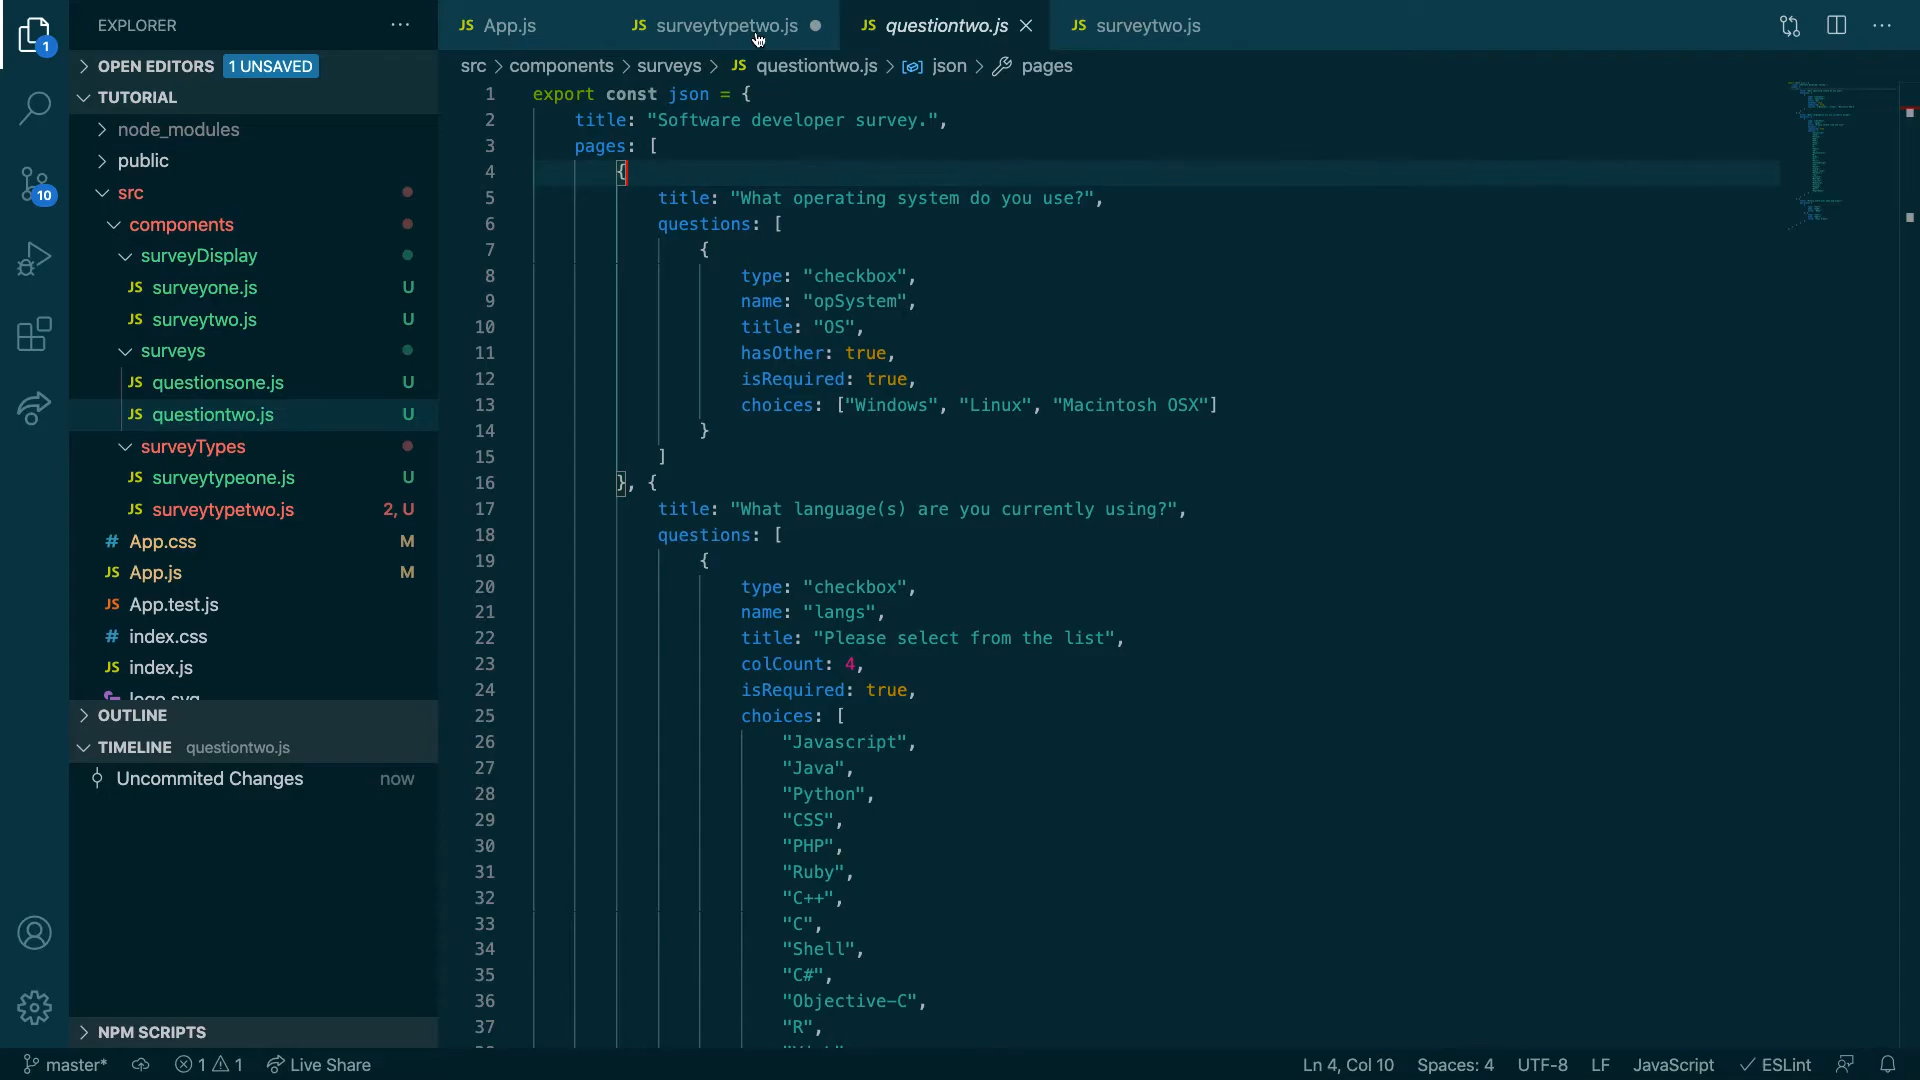 EXPLORER
OPEN EDITORS 1 UNSAVED
TUTORIAL
node_modules
public
src
components
surveyDisplay
JS surveyone.js U
JS surveytwo.js U
surveys
JS questionsone.js U
JS questiontwo.js U
surveyTypes
JS surveytypeone.js U
JS surveytypetwo.js 2, U
# App.css M
JS App.js M
JS App.test.js
# index.css
JS index.js
logo.svg
OUTLINE
TIMELINE questiontwo.js
Uncommited Changes now
NPM SCRIPTS
1
10
JS App.js JS surveytypetwo.js JS questiontwo.js JS surveytwo.js
src > components > surveys > JS questiontwo.js > json > pages
1 export const json = {
2 title: "Software developer survey.",
3 pages: [
4 {
5 title: "What operating system do you use?",
6 questions: [
7 {
8 type: "checkbox",
9 name: "opSystem",
10 title: "OS",
11 hasOther: true,
12 isRequired: true,
13 choices: ["Windows", "Linux", "Macintosh OSX"]
14 }
15 ]
16 }, {
17 title: "What language(s) are you currently using?",
18 questions: [
19 {
20 type: "checkbox",
21 name: "langs",
22 title: "Please select from the list",
23 colCount: 4,
24 isRequired: true,
25 choices: [
26 "Javascript",
27 "Java",
28 "Python",
29 "CSS",
30 "PHP",
31 "Ruby",
32 "C++",
33 "C",
34 "Shell",
35 "C#",
36 "Objective-C",
37 "R",
master* 1 1 Live Share Ln 4, Col 10 Spaces: 4 UTF-8 LF JavaScript ESLint